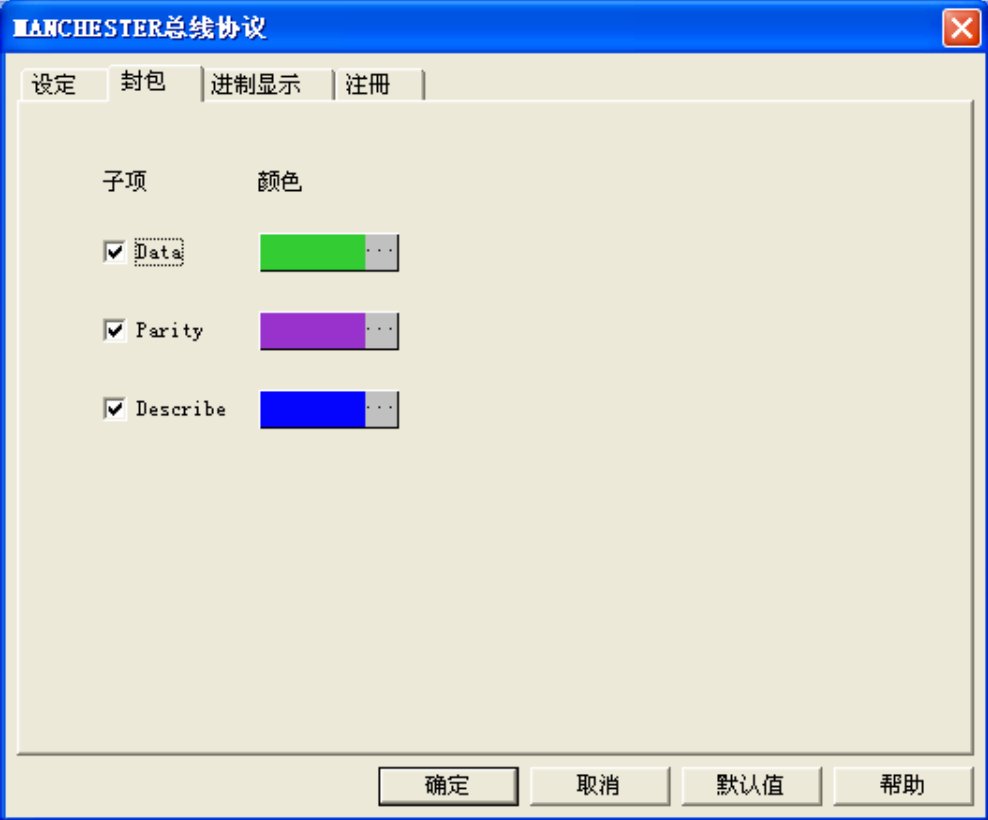 MANCHESTER总线协议
设定 封包 进制显示 注冊
子项 颜色
Data ...
Parity ...
Describe ...
确定 取消 默认值 帮助